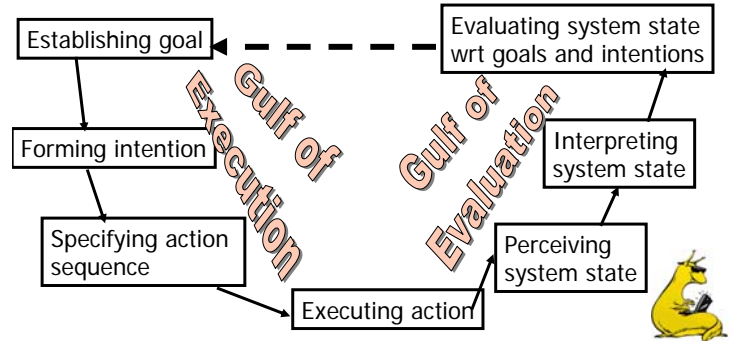 Establishing goal
Evaluating system state
wrt goals and intentions
Gulf of
Execution
Gulf of
Evaluation
Forming intention
Interpreting
system state
Specifying action
sequence
Perceiving
system state
Executing action